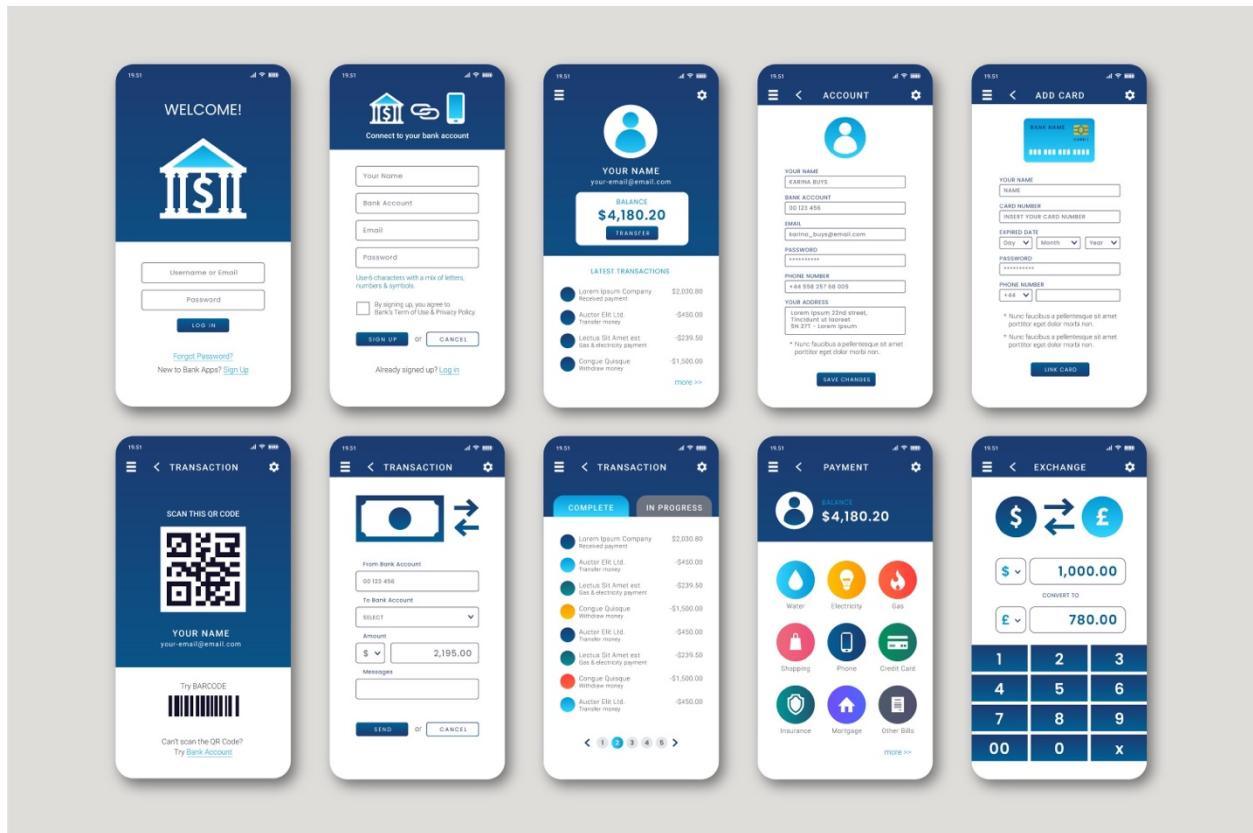 19.51
WELCOME!
$
Username or Email
Password
LOG IN
Forgot Password?
New to Bank Apps? Sign Up
19.51
$
Connect to your bank account
Your Name
Bank Account
Email
Password
Use6 characters with a mix of letters,
numbers & symbols.
By signing up, you agree to
Bank's Term of Use & Privacy Policy.
SIGN UP or CANCEL
Already signed up? Log in
19.51
YOUR NAME
your-email@email.com
BALANCE
$4,180.20
TRANSFER
LATEST TRANSACTIONS
Lorem Ipsum Company $2,030.80
Received payment
Auctor Elit Ltd. -$450.00
Transfer money
Lectus Sit Amet est -$239.50
Gas & electricity payment
Congue Quisque -$1,500.00
Withdraw money
more >>
19.51
< ACCOUNT
YOUR NAME
KARINA BUYS
BANK ACCOUNT
00 123 456
EMAIL
karina_buys@email.com
PASSWORD
**********
PHONE NUMBER
+44 558 257 68 005
YOUR ADDRESS
Lorem Ipsum 22nd street,
Tincidunt ut laoreet
5H 27T - Lorem Ipsum
* Nunc faucibus a pellentesque sit amet
porttitor eget dolor morbi non.
SAVE CHANGES
19.51
< ADD CARD
BANK NAME
YOUR NAME
NAME
CARD NUMBER
INSERT YOUR CARD NUMBER
EXPIRED DATE
Day Month Year
PASSWORD
**********
PHONE NUMBER
+44
* Nunc faucibus a pellentesque sit amet
porttitor eget dolor morbi non.
* Nunc faucibus a pellentesque sit amet
porttitor eget dolor morbi non.
LINK CARD
19.51
< TRANSACTION
SCAN THIS QR CODE
YOUR NAME
your-email@email.com
Try BARCODE
Can't scan the QR Code?
Try Bank Account
19.51
< TRANSACTION
From Bank Account
00 123 456
To Bank Account
SELECT
Amount
$ 2,195.00
Messages
SEND or CANCEL
19.51
< TRANSACTION
COMPLETE IN PROGRESS
Lorem Ipsum Company $2,030.80
Received payment
Auctor Elit Ltd. -$450.00
Transfer money
Lectus Sit Amet est -$239.50
Gas & electricity payment
Congue Quisque -$1,500.00
Withdraw money
Auctor Elit Ltd. -$450.00
Transfer money
Lectus Sit Amet est -$239.50
Gas & electricity payment
Congue Quisque -$1,500.00
Withdraw money
Auctor Elit Ltd. -$450.00
Transfer money
< 1 2 3 4 5 >
19.51
< PAYMENT
BALANCE
$4,180.20
Water Electricity Gas
Shopping Phone Credit Card
Insurance Mortgage Other Bills
more >>
19.51
< EXCHANGE
$ £
$ 1,000.00
CONVERT TO
£ 780.00
1 2 3
4 5 6
7 8 9
00 0 x